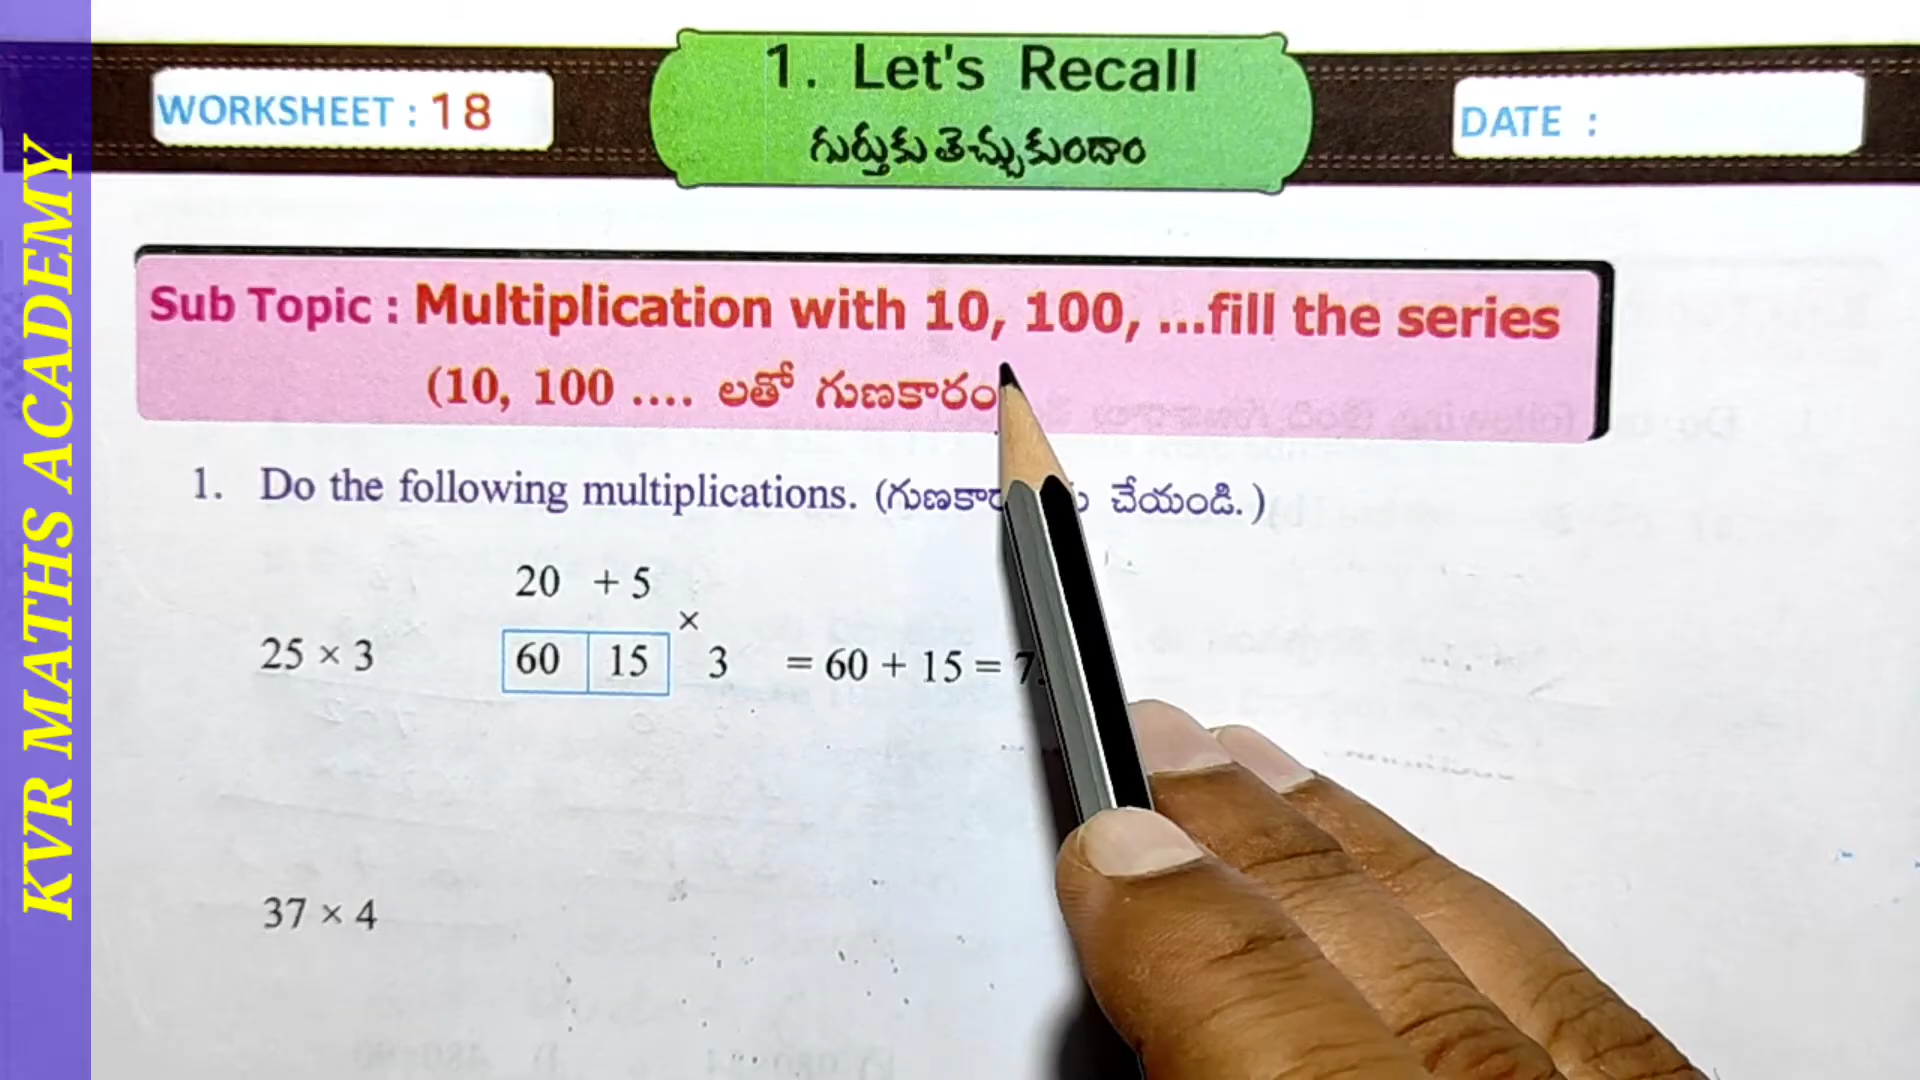 KVR MATHS ACADEMY
WORKSHEET : 18
1. Let's Recall
గుర్తుకు తెచ్చుకుందాం
DATE :
Sub Topic : Multiplication with 10, 100, ...fill the series
(10, 100 .... లతో గుణకారం
1. Do the following multiplications. ( చేయండి.)
20 + 5
×
25 × 3 60 15 3 = 60 + 15 =
37 × 4